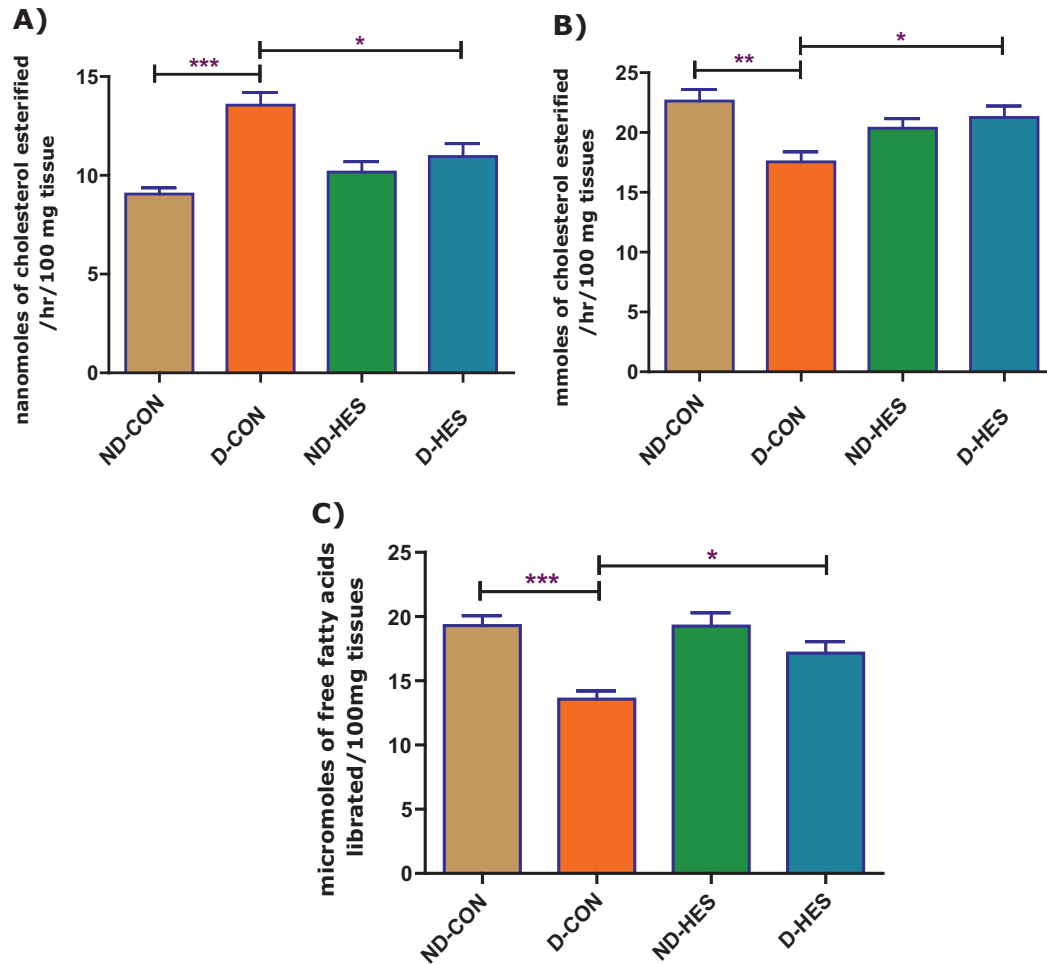 A)
nanomoles of cholesterol esterified
/hr/100 mg tissue
***
*
15
10
5
0
ND-CON
D-CON
ND-HES
D-HES
B)
mmoles of cholesterol esterified
/hr/100 mg tissues
**
*
25
20
15
10
5
0
ND-CON
D-CON
ND-HES
D-HES
C)
micromoles of free fatty acids
librated/100mg tissues
***
*
25
20
15
10
5
0
ND-CON
D-CON
ND-HES
D-HES